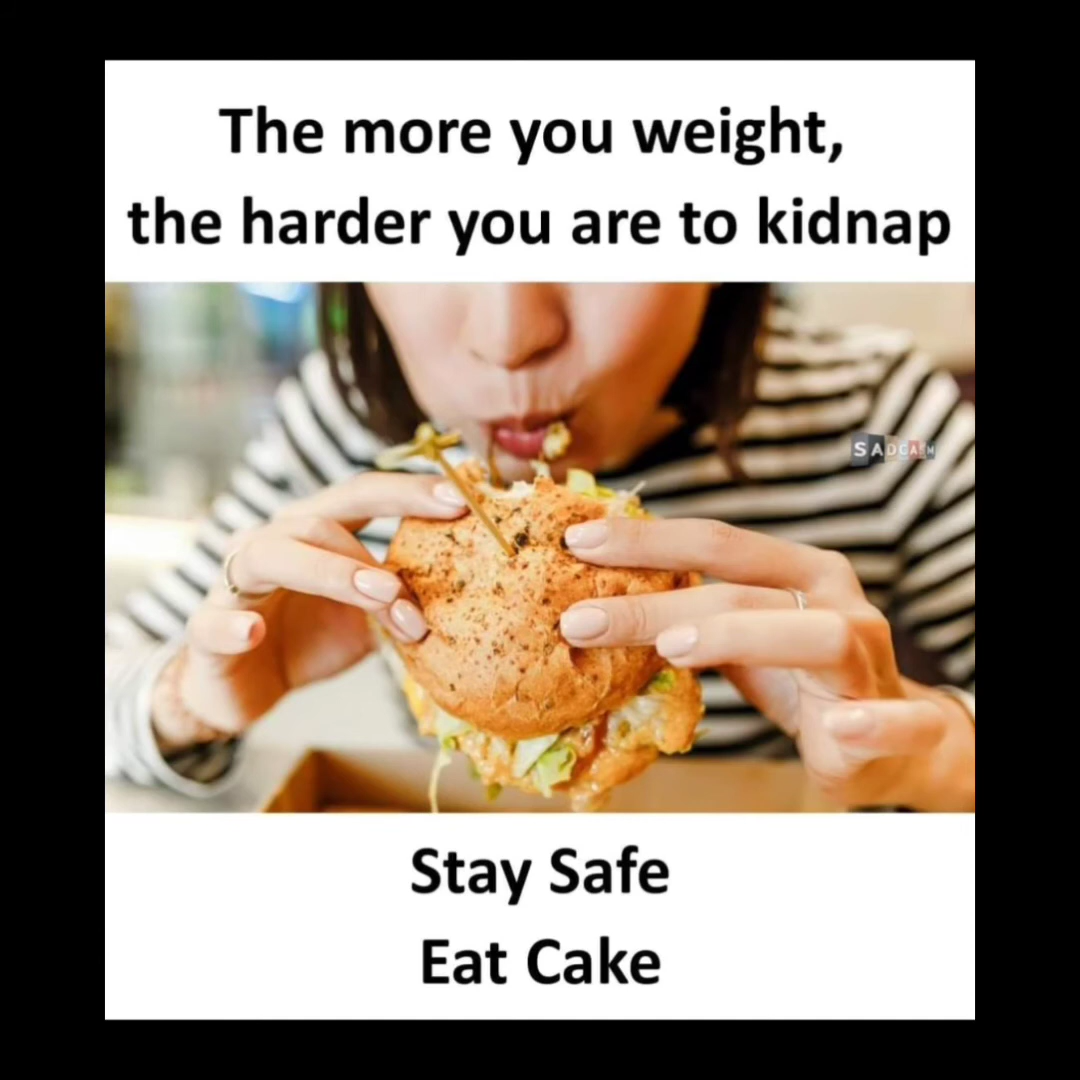 The more you weight,
the harder you are to kidnap
SADCASM
Stay Safe
Eat Cake